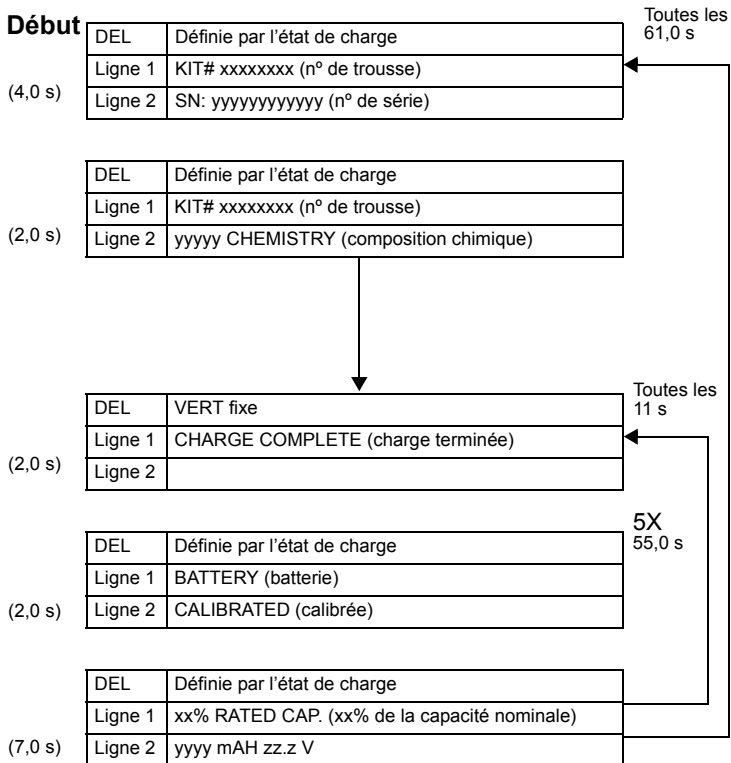 Début
Toutes les
61,0 s
DEL Définie par l'état de charge
Ligne 1 KIT# xxxxxxxx (nº de trousse)
(4,0 s)
Ligne 2 SN: yyyyyyyyyyyy (nº de série)
DEL Définie par l'état de charge
Ligne 1 KIT# xxxxxxxx (nº de trousse)
(2,0 s)
Ligne 2 yyyyy CHEMISTRY (composition chimique)
Toutes les
11 s
DEL VERT fixe
Ligne 1 CHARGE COMPLETE (charge terminée)
(2,0 s)
Ligne 2
5X
55,0 s
DEL Définie par l'état de charge
Ligne 1 BATTERY (batterie)
(2,0 s)
Ligne 2 CALIBRATED (calibrée)
DEL Définie par l'état de charge
Ligne 1 xx% RATED CAP. (xx% de la capacité nominale)
(7,0 s)
Ligne 2 yyyy mAH zz.z V